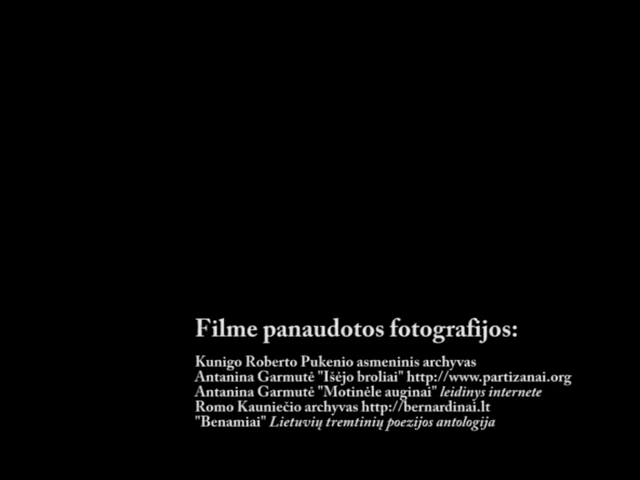 Filme panaudotos fotografijos:
Kunigo Roberto Pukenio asmeninis archyvas
Antanina Garmutė "Išėjo broliai" http://www.partizanai.org
Antanina Garmutė "Motinėle auginai" leidinys internete
Romo Kauniečio archyvas http://bernardinai.lt
"Benamiai" Lietuvių tremtinių poezijos antologija